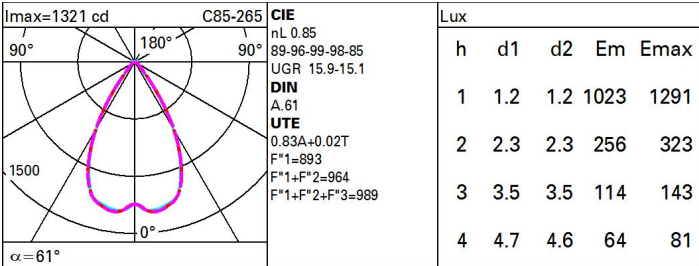 Imax=1321 cd C85-265
90° 180° 90°
1500
0°
α=61°
CIE
nL 0.85
89-96-99-98-85
UGR 15.9-15.1
DIN
A.61
UTE
0.83A+0.02T
F"1=893
F"1+F"2=964
F"1+F"2+F"3=989
Lux
h d1 d2 Em Emax
1 1.2 1.2 1023 1291
2 2.3 2.3 256 323
3 3.5 3.5 114 143
4 4.7 4.6 64 81